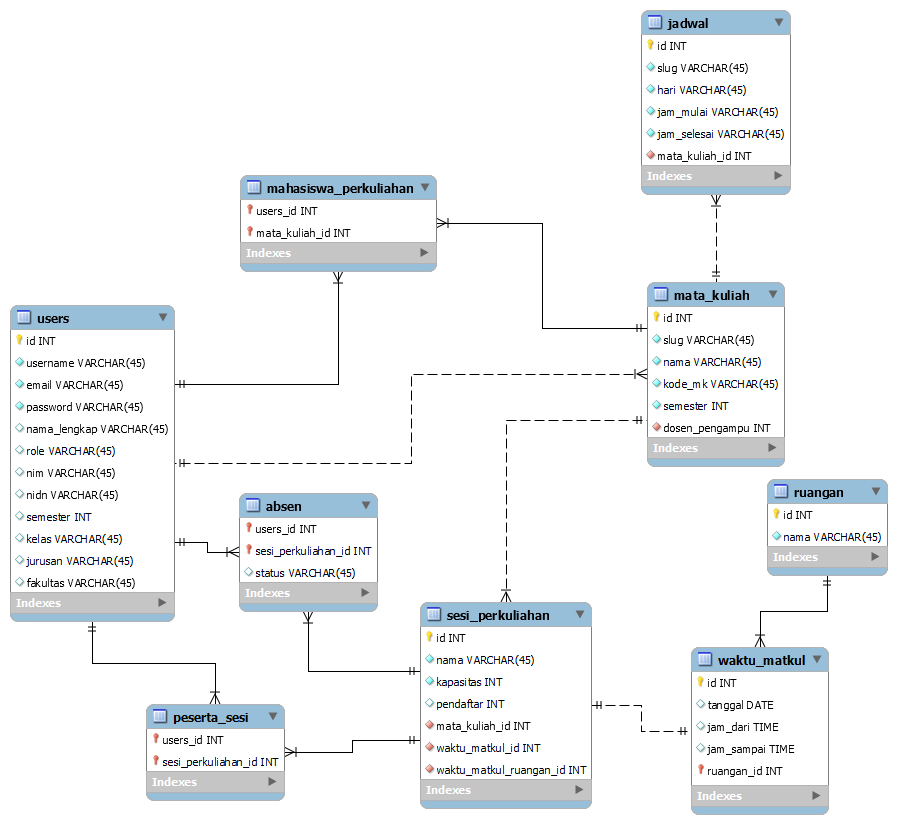 jadwal
id INT
slug VARCHAR(45)
hari VARCHAR(45)
jam_mulai VARCHAR(45)
jam_selesai VARCHAR(45)
mata_kuliah_id INT
Indexes
mahasiswa_perkuliahan
users_id INT
mata_kuliah_id INT
Indexes
mata_kuliah
id INT
slug VARCHAR(45)
nama VARCHAR(45)
kode_mk VARCHAR(45)
semester INT
dosen_pengampu INT
Indexes
users
id INT
username VARCHAR(45)
email VARCHAR(45)
password VARCHAR(45)
nama_lengkap VARCHAR(45)
role VARCHAR(45)
nim VARCHAR(45)
nidn VARCHAR(45)
semester INT
kelas VARCHAR(45)
jurusan VARCHAR(45)
fakultas VARCHAR(45)
Indexes
absen
users_id INT
sesi_perkuliahan_id INT
status VARCHAR(45)
Indexes
ruangan
id INT
nama VARCHAR(45)
Indexes
sesi_perkuliahan
id INT
nama VARCHAR(45)
kapasitas INT
pendaftar INT
mata_kuliah_id INT
waktu_matkul_id INT
waktu_matkul_ruangan_id INT
Indexes
waktu_matkul
id INT
tanggal DATE
jam_dari TIME
jam_sampai TIME
ruangan_id INT
Indexes
peserta_sesi
users_id INT
sesi_perkuliahan_id INT
Indexes